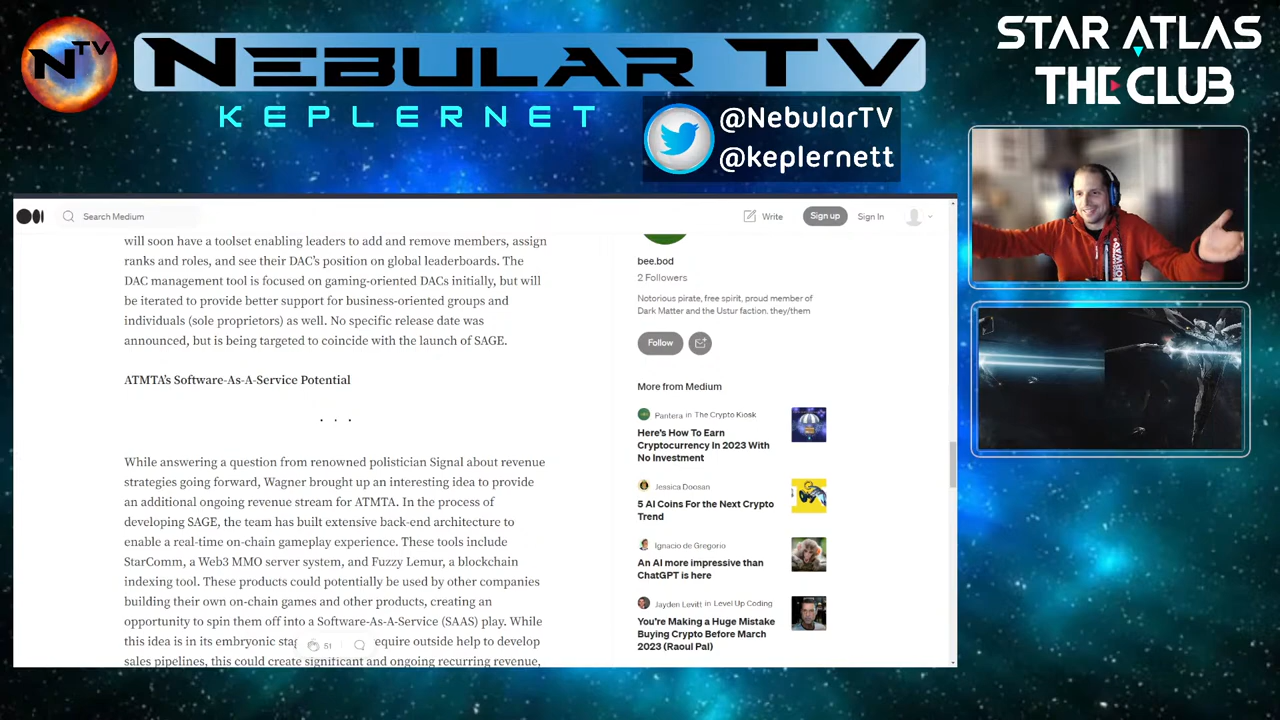 NTV
NEBULAR TV
KEPLERNET
@NebularTV
@keplernett
STAR ATLAS
THE CLUB
Search Medium
Write
Sign up
Sign In
will soon have a toolset enabling leaders to add and remove members, assign
ranks and roles, and see their DAC's position on global leaderboards. The
DAC management tool is focused on gaming-oriented DACs initially, but will
be iterated to provide better support for business-oriented groups and
individuals (sole proprietors) as well. No specific release date was
announced, but is being targeted to coincide with the launch of SAGE.
ATMTA's Software-As-A-Service Potential
. . .
While answering a question from renowned polistician Signal about revenue
strategies going forward, Wagner brought up an interesting idea to provide
an additional ongoing revenue stream for ATMTA. In the process of
developing SAGE, the team has built extensive back-end architecture to
enable a real-time on-chain gameplay experience. These tools include
StarComm, a Web3 MMO server system, and Fuzzy Lemur, a blockchain
indexing tool. These products could potentially be used by other companies
building their own on-chain games and other products, creating an
opportunity to spin them off into a Software-As-A-Service (SAAS) play. While
this idea is in its embryonic equire outside help to develop
51
sales pipelines, this could create significant and ongoing recurring revenue,
bee.bod
2 Followers
Notorious pirate, free spirit, proud member of
Dark Matter and the Ustur faction. they/them
Follow
More from Medium
Pantera in The Crypto Kiosk
Here's How To Earn
Cryptocurrency In 2023 With
No Investment
Jessica Doosan
5 AI Coins For the Next Crypto
Trend
Ignacio de Gregorio
An AI more impressive than
ChatGPT is here
Jayden Levitt in Level Up Coding
You're Making a Huge Mistake
Buying Crypto Before March
2023 (Raoul Pal)
NORWAY